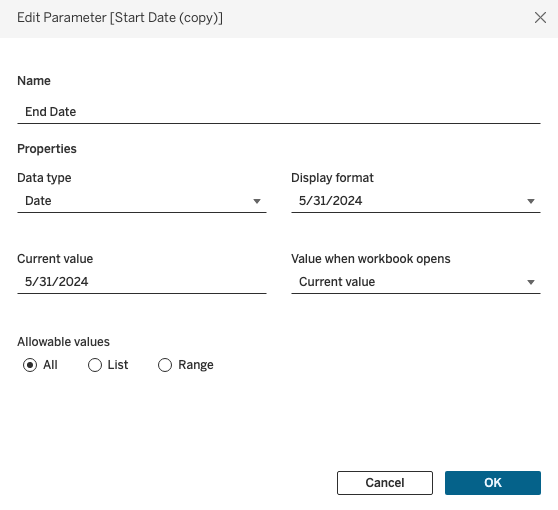 Edit Parameter [Start Date (copy)]
Name
End Date
Properties
Data type
Display format
Date
5/31/2024
Current value
Value when workbook opens
5/31/2024
Current value
Allowable values
All
List
Range
Cancel
OK